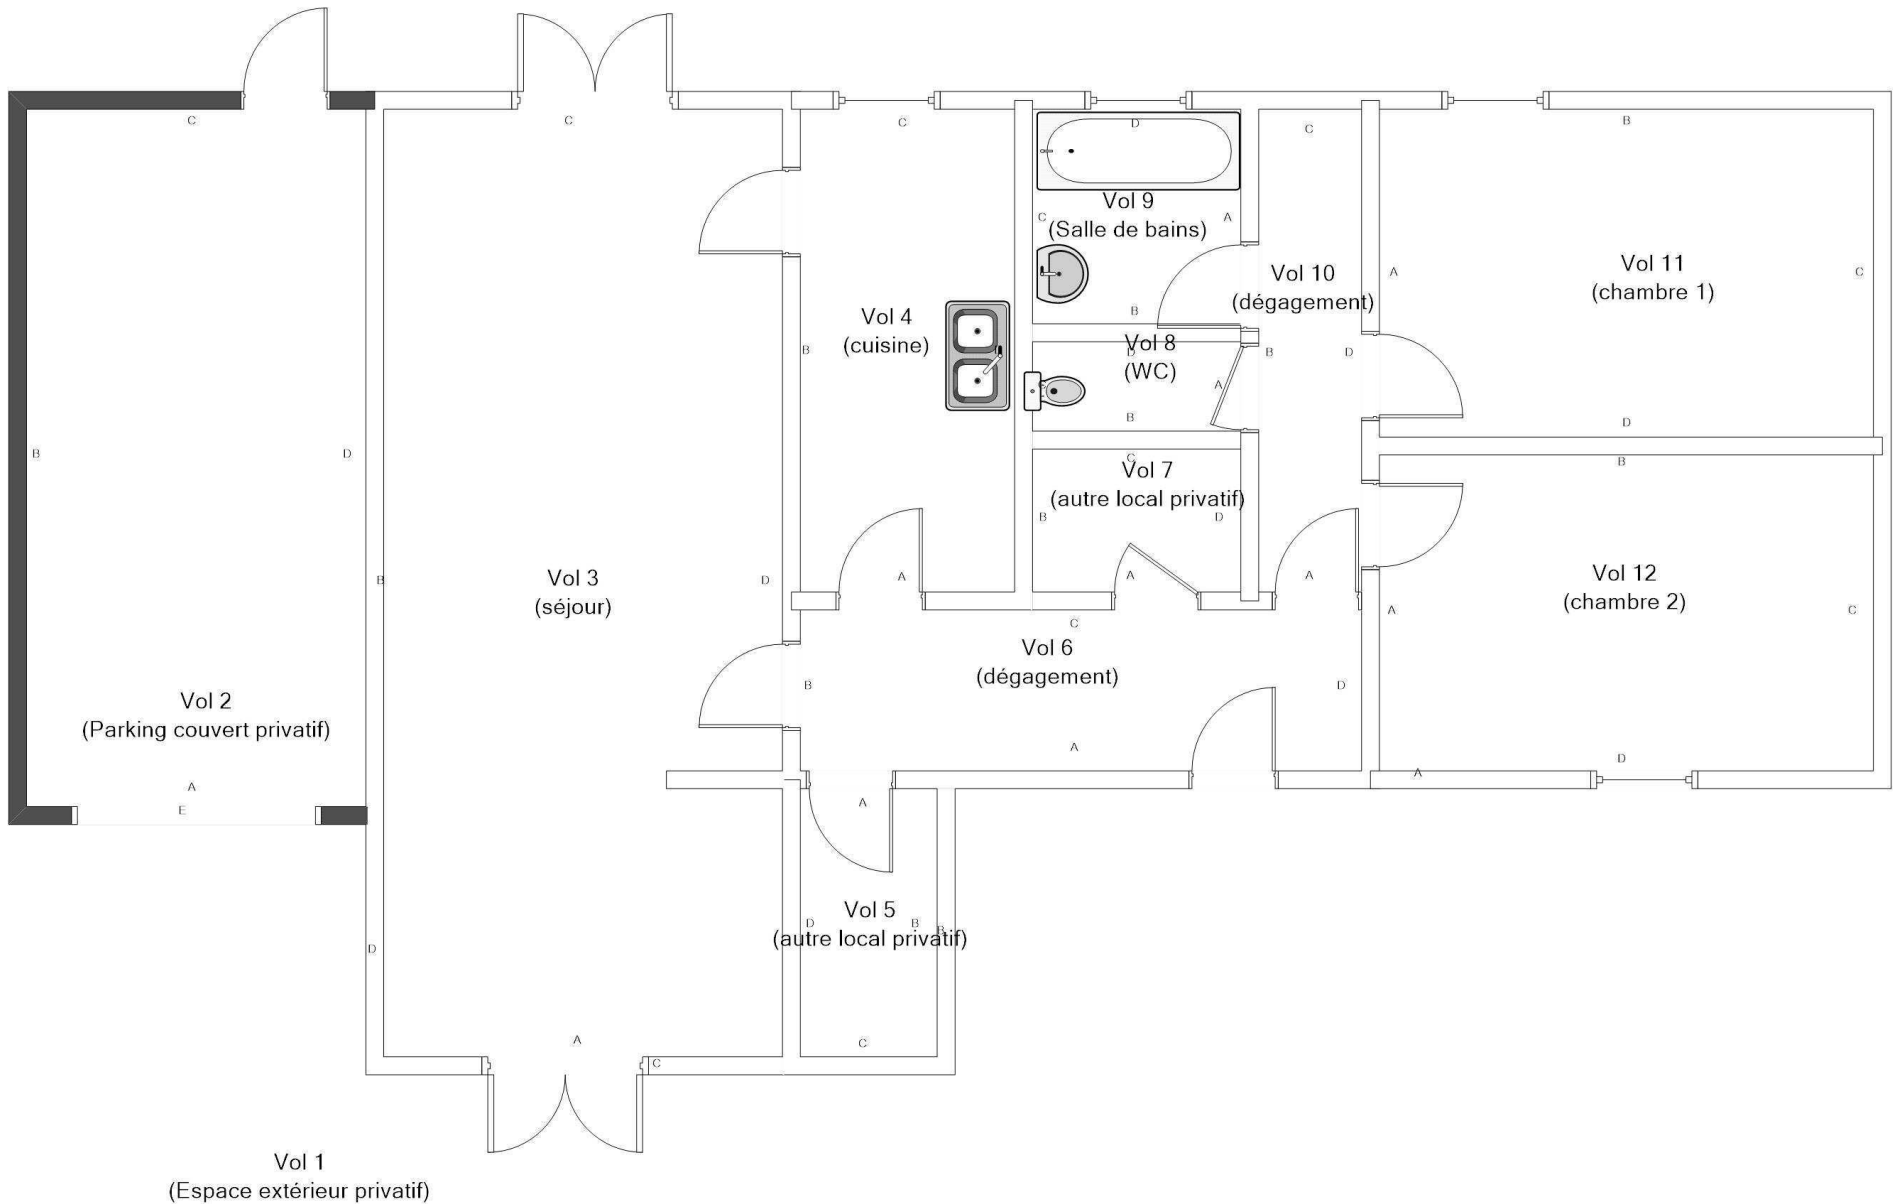 C
C
C
D
C
B
Vol 9
(Salle de bains)
C
A
Vol 10
(dégagement)
Vol 11
(chambre 1)
A
C
B
Vol 4
(cuisine)
B
Vol 8
(WC)
D
A
B
D
B
D
B
D
C
Vol 7
(autre local privatif)
B
D
B
B
D
Vol 3
(séjour)
B
D
A
A
A
Vol 12
(chambre 2)
A
C
C
Vol 6
(dégagement)
B
D
Vol 2
(Parking couvert privatif)
A
E
A
A
A
D
Vol 5
(autre local privatif)
D
B
B
D
A
C
C
Vol 1
(Espace extérieur privatif)